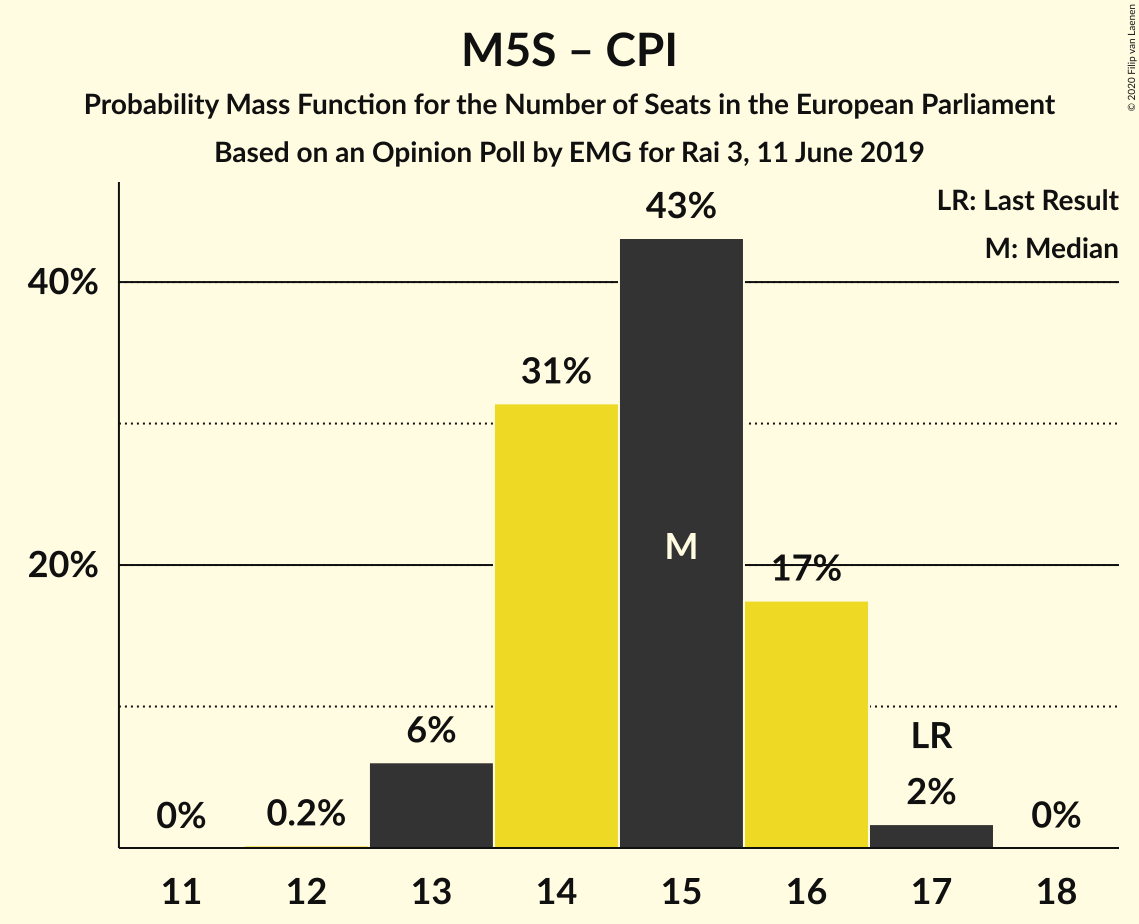 M5S – CPI
Probability Mass Function for the Number of Seats in the European Parliament
Based on an Opinion Poll by EMG for Rai 3, 11 June 2019
© 2020 Filip van Laenen
LR: Last Result
M: Median
43%
40%
31%
M
20%
17%
6%
LR
0%
0.2%
2%
0%
11 12 13 14 15 16 17 18